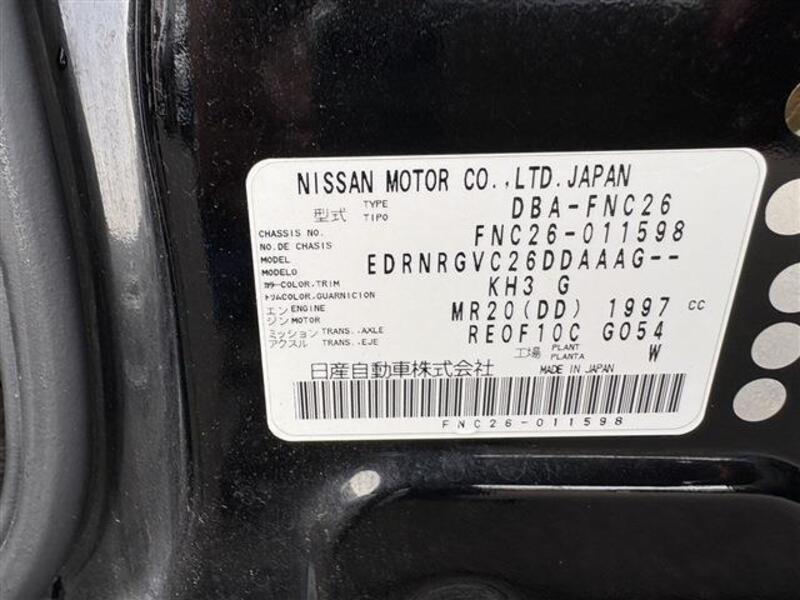 NISSAN MOTOR CO.,LTD.JAPAN
型式 TYPE TIPO DBA-FNC26
CHASSIS NO. NO.DE CHASIS FNC26-011598
MODEL MODELO EDRNRGVC26DDAAAG--
カラー COLOR,TRIM トリム COLOR,GUARNICION KH3 G
エンジン ENGINE MOTOR MR20(DD) 1997 cc
ミッション アクスル TRANS.,AXLE TRANS.,EJE RE0F10C G054
工場 PLANT PLANTA W
日産自動車株式会社 MADE IN JAPAN
FNC26-011598